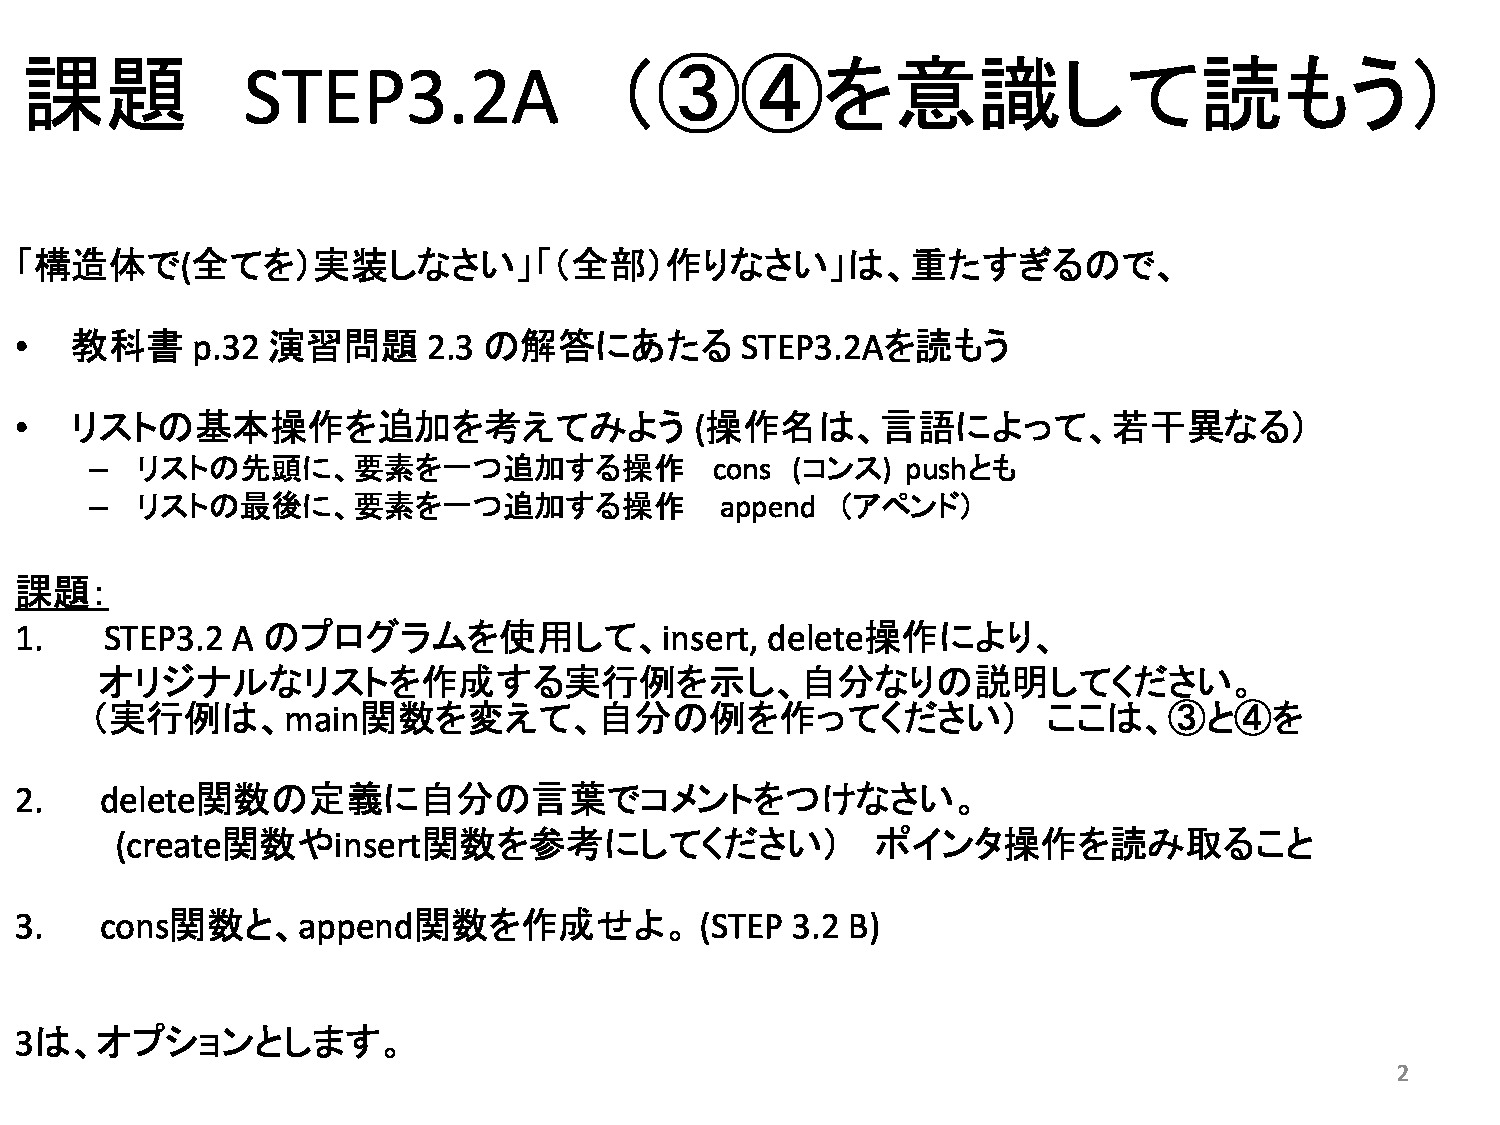 課題　STEP3.2A　（③④を意識して読もう）
「構造体で(全てを）実装しなさい」「（全部）作りなさい」は、重たすぎるので、
• 教科書 p.32 演習問題 2.3 の解答にあたる STEP3.2Aを読もう
• リストの基本操作を追加を考えてみよう (操作名は、言語によって、若干異なる）
– リストの先頭に、要素を一つ追加する操作　cons (コンス) pushとも
– リストの最後に、要素を一つ追加する操作　append （アペンド）
課題：
1. STEP3.2 A のプログラムを使用して、insert, delete操作により、
オリジナルなリストを作成する実行例を示し、自分なりの説明してください。
（実行例は、main関数を変えて、自分の例を作ってください）　ここは、③と④を
2. delete関数の定義に自分の言葉でコメントをつけなさい。
(create関数やinsert関数を参考にしてください）　ポインタ操作を読み取ること
3. cons関数と、append関数を作成せよ。(STEP 3.2 B)
3は、オプションとします。
2